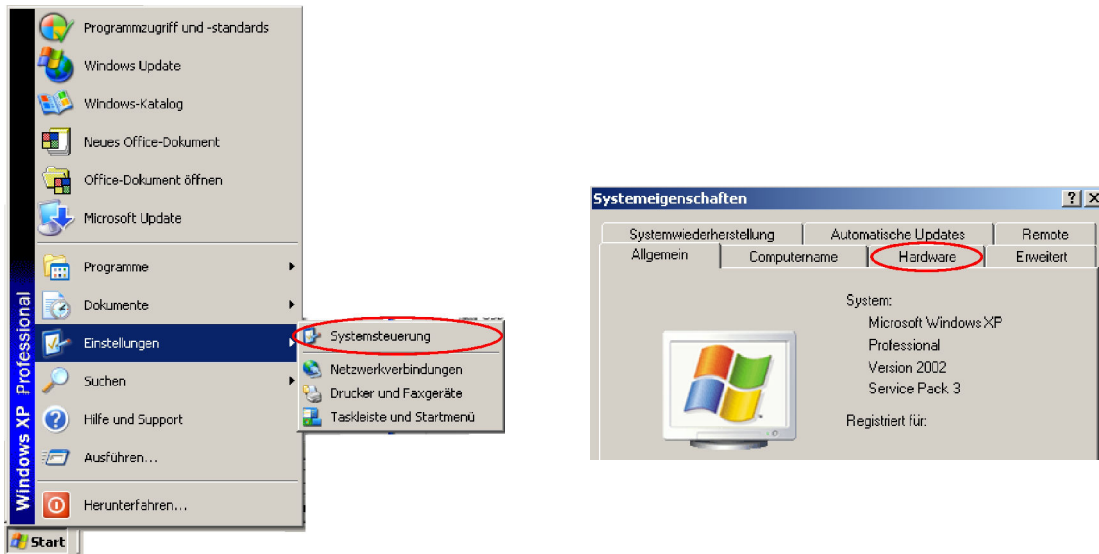 Programmzugriff und -standards
Windows Update
Windows-Katalog
Neues Office-Dokument
Office-Dokument öffnen
Microsoft Update
Programme
Dokumente
Einstellungen
Suchen
Hilfe und Support
Ausführen...
Herunterfahren...
Windows XP Professional
Start
Systemsteuerung
Netzwerkverbindungen
Drucker und Faxgeräte
Taskleiste und Startmenü
Systemeigenschaften
Systemwiederherstellung Automatische Updates Remote
Allgemein Computername Hardware Erweitert
System:
Microsoft Windows XP
Professional
Version 2002
Service Pack 3
Registriert für: